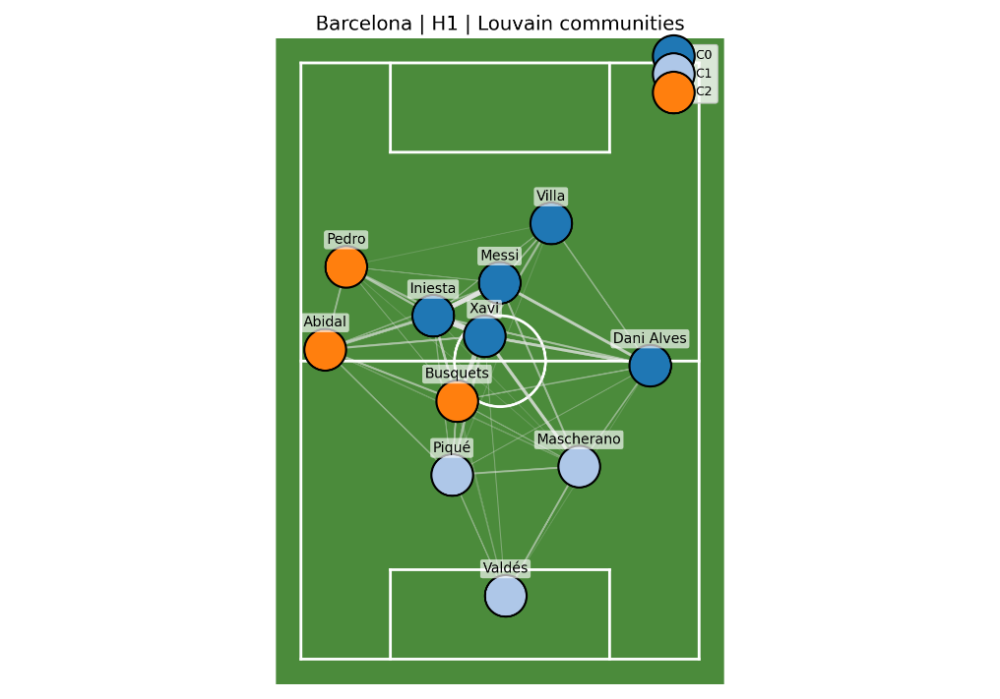 Barcelona | H1 | Louvain communities
C0
C1
C2
Villa
Pedro
Messi
Iniesta
Xavi
Abidal
Dani Alves
Busquets
Mascherano
Piqué
Valdés